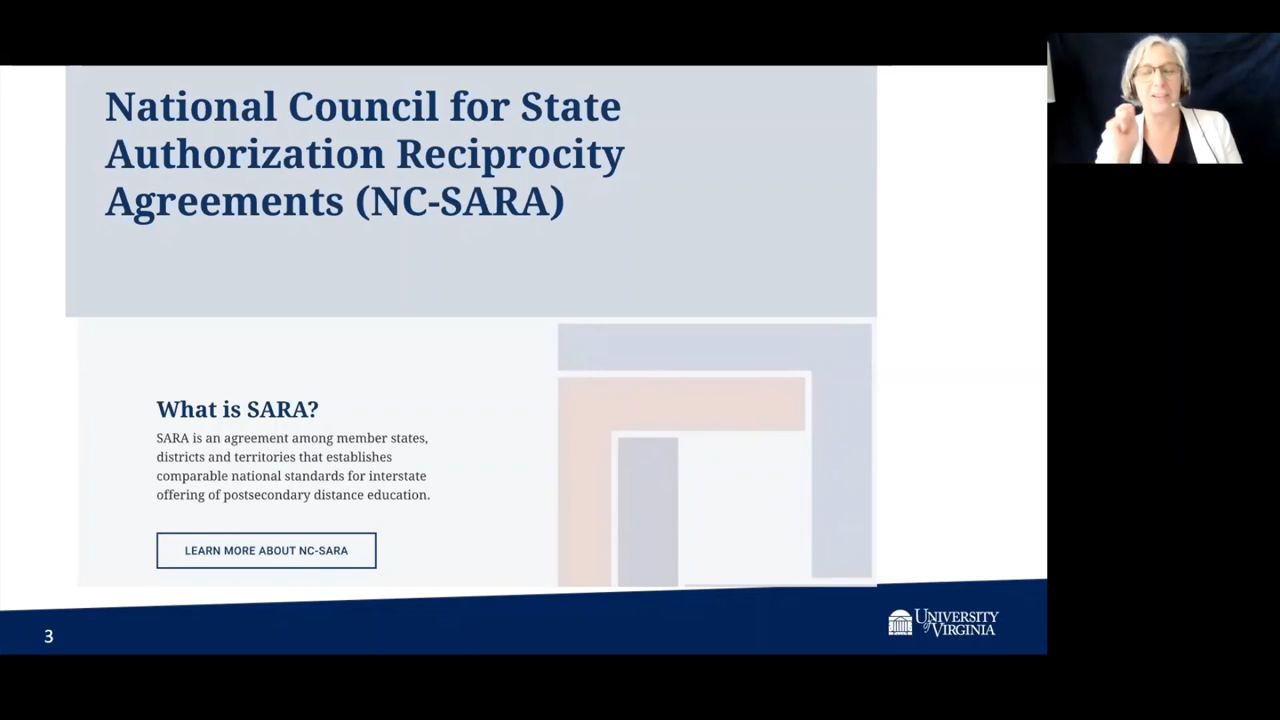 National Council for State
Authorization Reciprocity
Agreements (NC-SARA)
What is SARA?
SARA is an agreement among member states,
districts and territories that establishes
comparable national standards for interstate
offering of postsecondary distance education.
LEARN MORE ABOUT NC-SARA
3
UNIVERSITY
of VIRGINIA